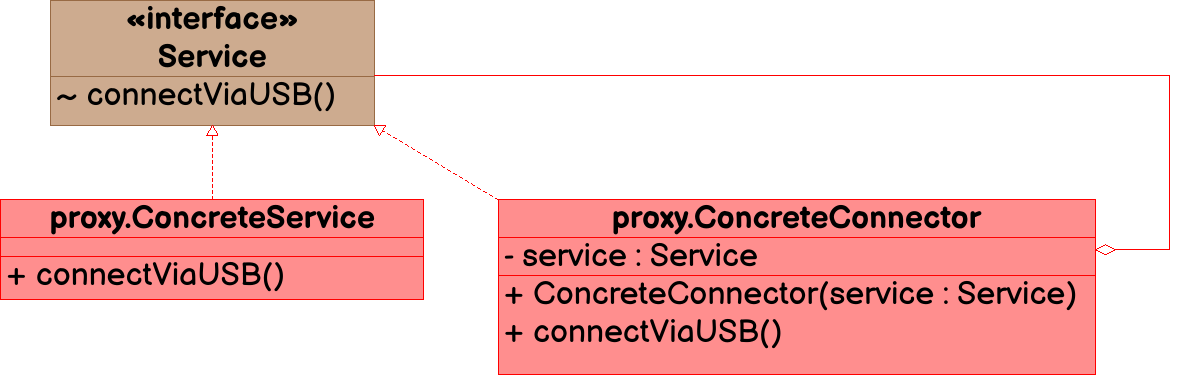 «interface»
Service
~ connectViaUSB()
proxy.ConcreteService
+ connectViaUSB()
proxy.ConcreteConnector
- service : Service
+ ConcreteConnector(service : Service)
+ connectViaUSB()